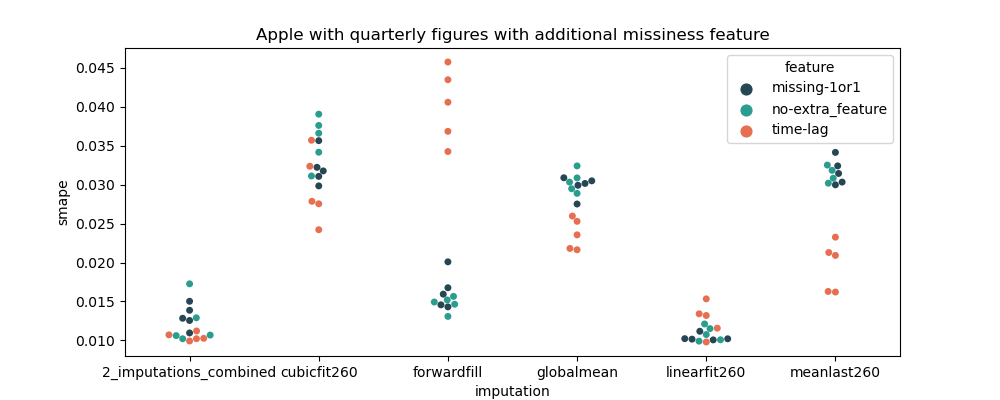 Apple with quarterly figures with additional missiness feature
smape
0.045
0.040
0.035
0.030
0.025
0.020
0.015
0.010
feature
missing-1or1
no-extra_feature
time-lag
2_imputations_combined cubicfit260 forwardfill globalmean linearfit260 meanlast260
imputation